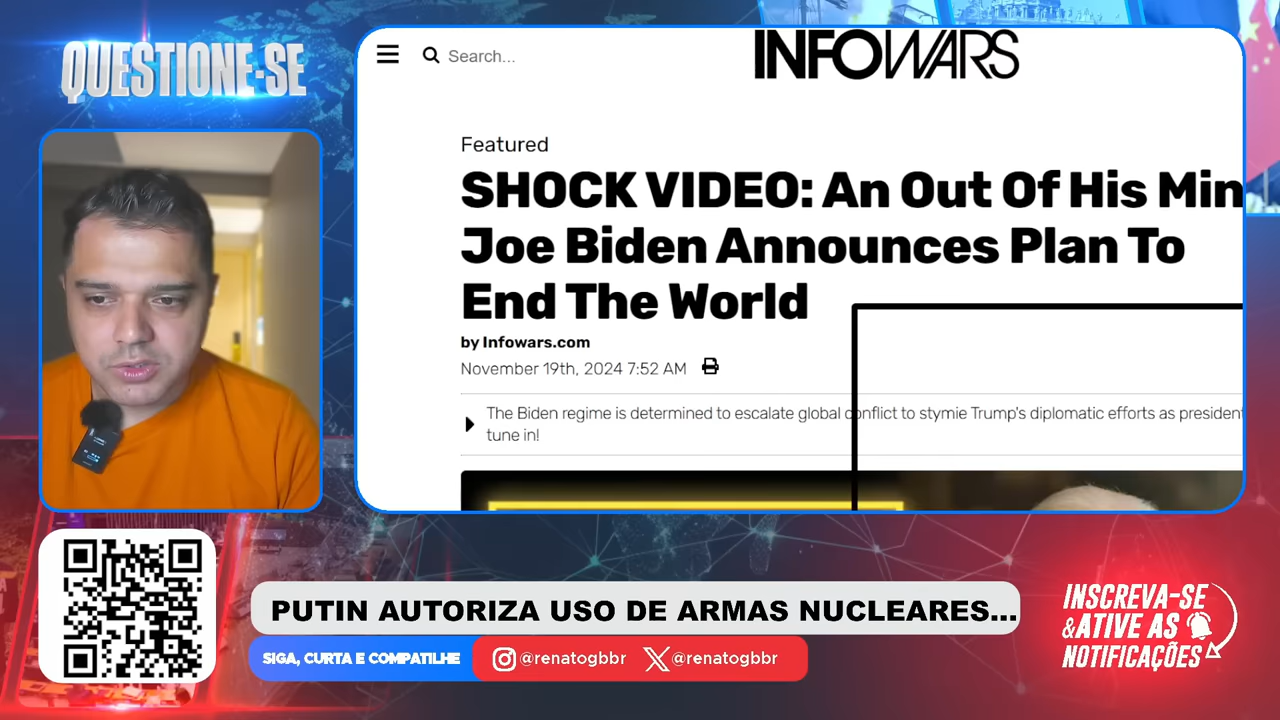 QUESTIONE-SE
Search...
INFOWARS
Featured
SHOCK VIDEO: An Out Of His Min
Joe Biden Announces Plan To
End The World
by Infowars.com
November 19th, 2024 7:52 AM
The Biden regime is determined to escalate global conflict to stymie Trump's diplomatic efforts as president
tune in!
PUTIN AUTORIZA USO DE ARMAS NUCLEARES...
SIGA, CURTA E COMPATILHE
@renatogbbr
@renatogbbr
INSCREVA-SE
&ATIVE AS
NOTIFICAÇÕES